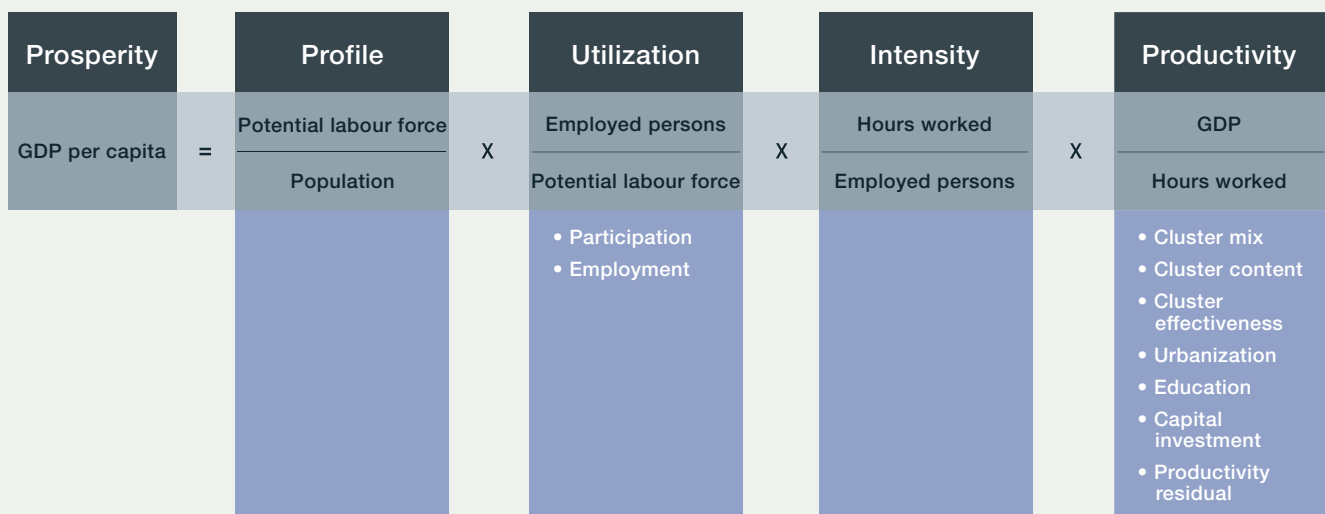 Prosperity
Profile
Utilization
Intensity
Productivity
GDP per capita
=
Potential labour force
Population
X
Employed persons
Potential labour force
X
Hours worked
Employed persons
X
GDP
Hours worked
• Participation
• Employment
• Cluster mix
• Cluster content
• Cluster
effectiveness
• Urbanization
• Education
• Capital
investment
• Productivity
residual